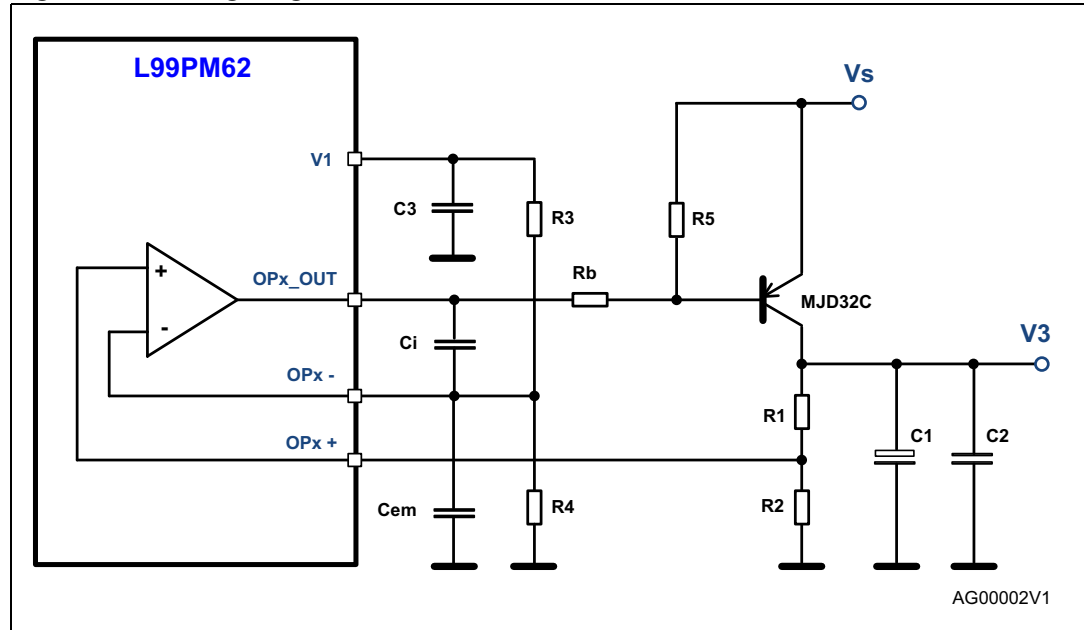 L99PM62
Vs
V1
C3
R3
R5
+
OPx_OUT
Rb
MJD32C
-
Ci
V3
OPx -
R1
C1
C2
OPx +
Cem
R4
R2
AG00002V1